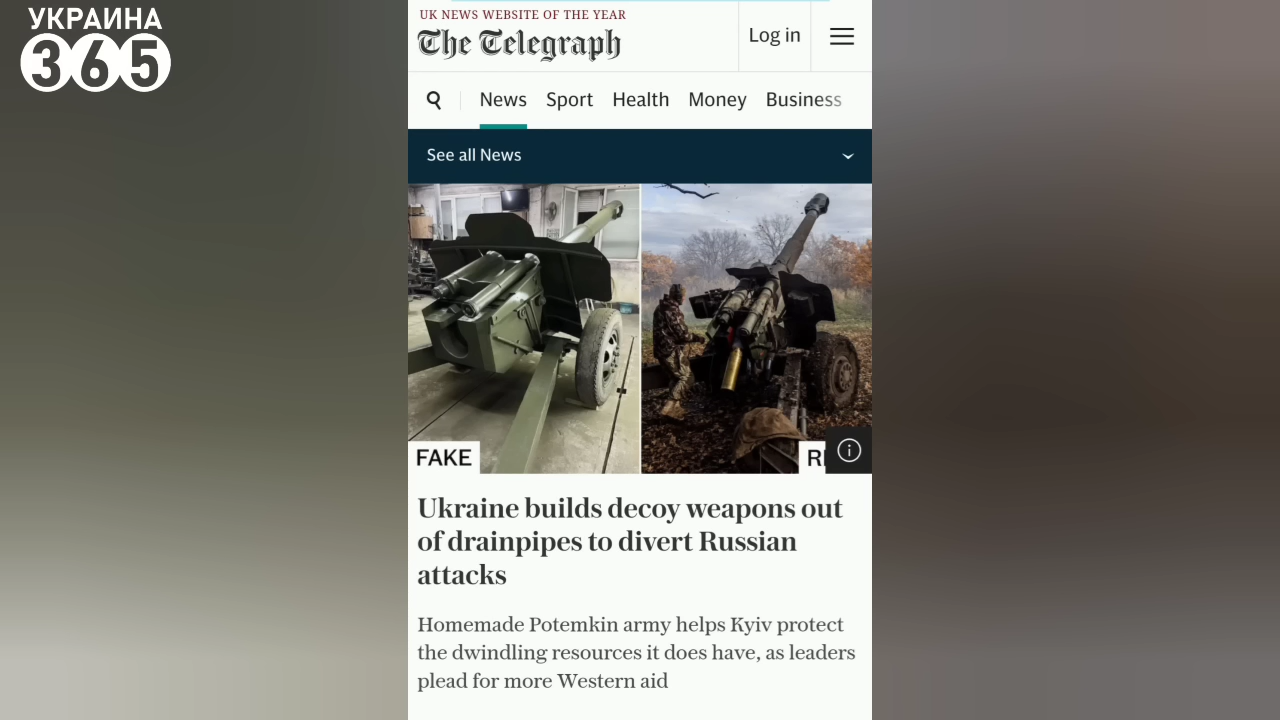 УКРАИНА
365
UK NEWS WEBSITE OF THE YEAR
The Telegraph
Log in
News Sport Health Money Business
See all News
FAKE
Ukraine builds decoy weapons out
of drainpipes to divert Russian
attacks
Homemade Potemkin army helps Kyiv protect
the dwindling resources it does have, as leaders
plead for more Western aid